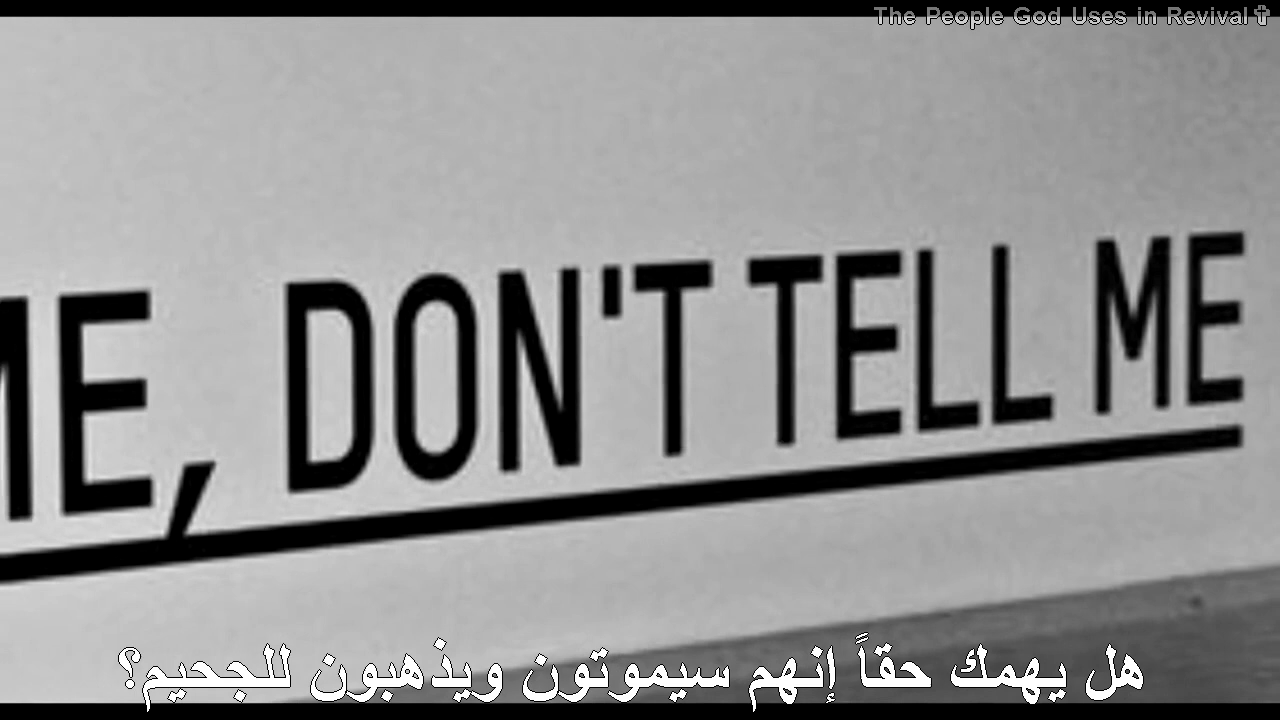 The People God Uses in Revival✞
ME, DON'T TELL ME
هل يهمك حقاً إنهم سيموتون ويذهبون للجحيم؟